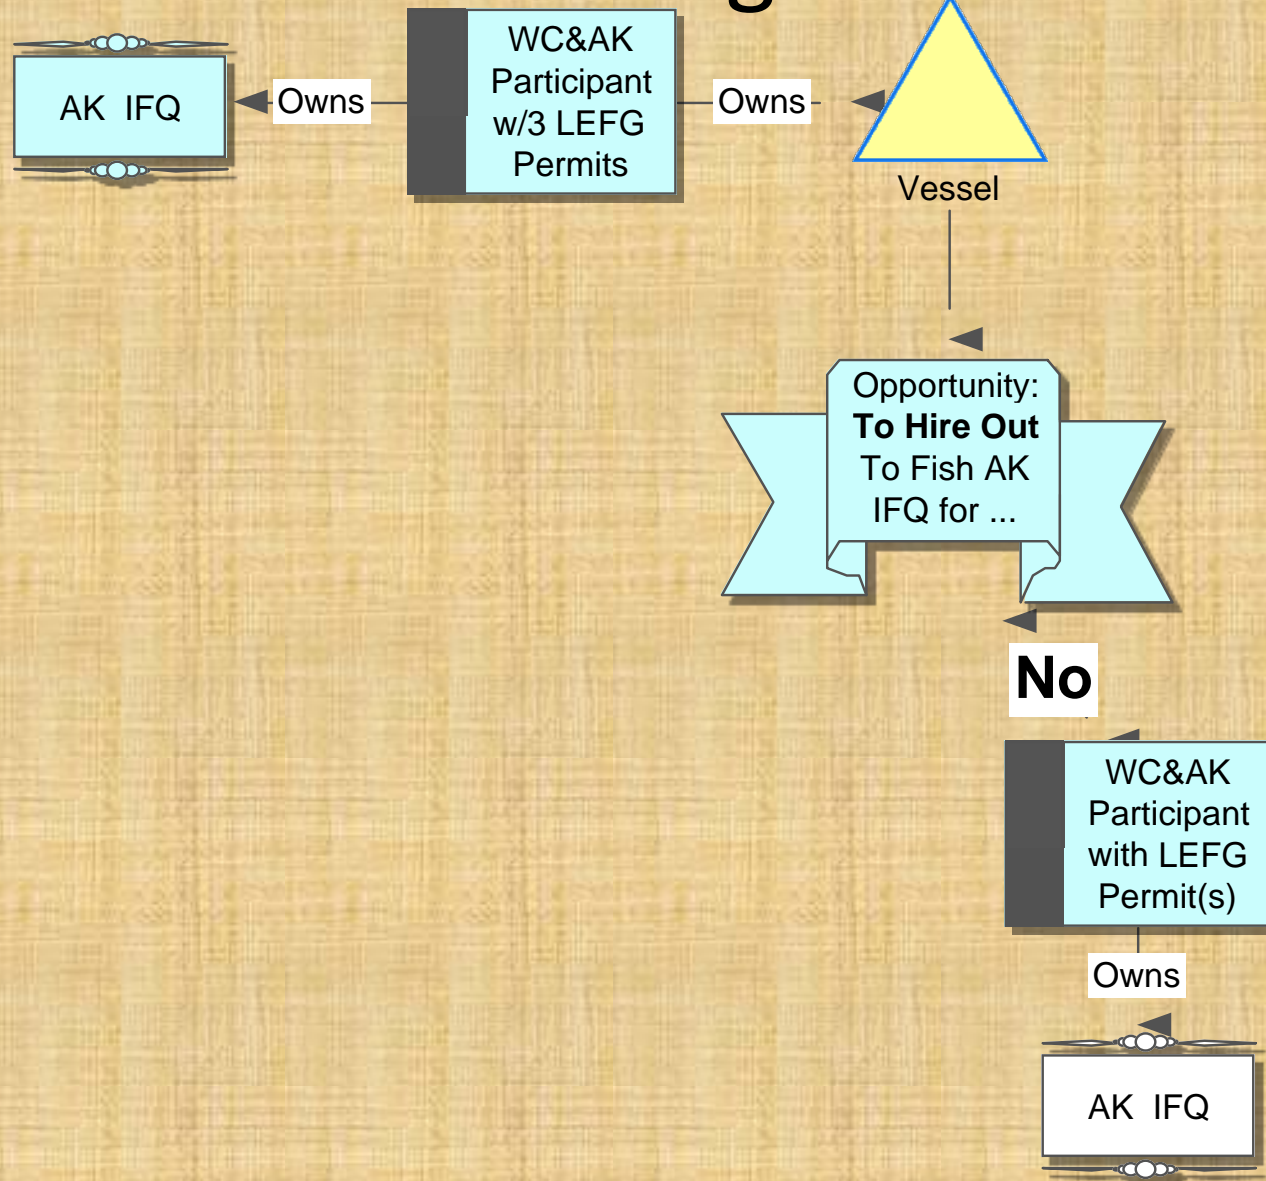 AK IFQ
Owns
WC&AK
Participant
w/3 LEFG
Permits
Owns
Vessel
Opportunity:
To Hire Out
To Fish AK
IFQ for ...
No
WC&AK
Participant
with LEFG
Permit(s)
Owns
AK IFQ